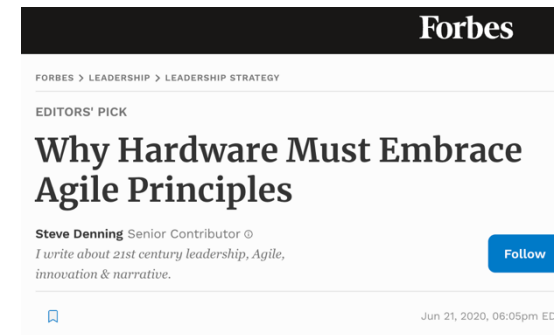 Forbes
FORBES > LEADERSHIP > LEADERSHIP STRATEGY
EDITORS' PICK
Why Hardware Must Embrace
Agile Principles
Steve Denning Senior Contributor
I write about 21st century leadership, Agile,
innovation & narrative.
Follow
Jun 21, 2020, 06:05pm ED